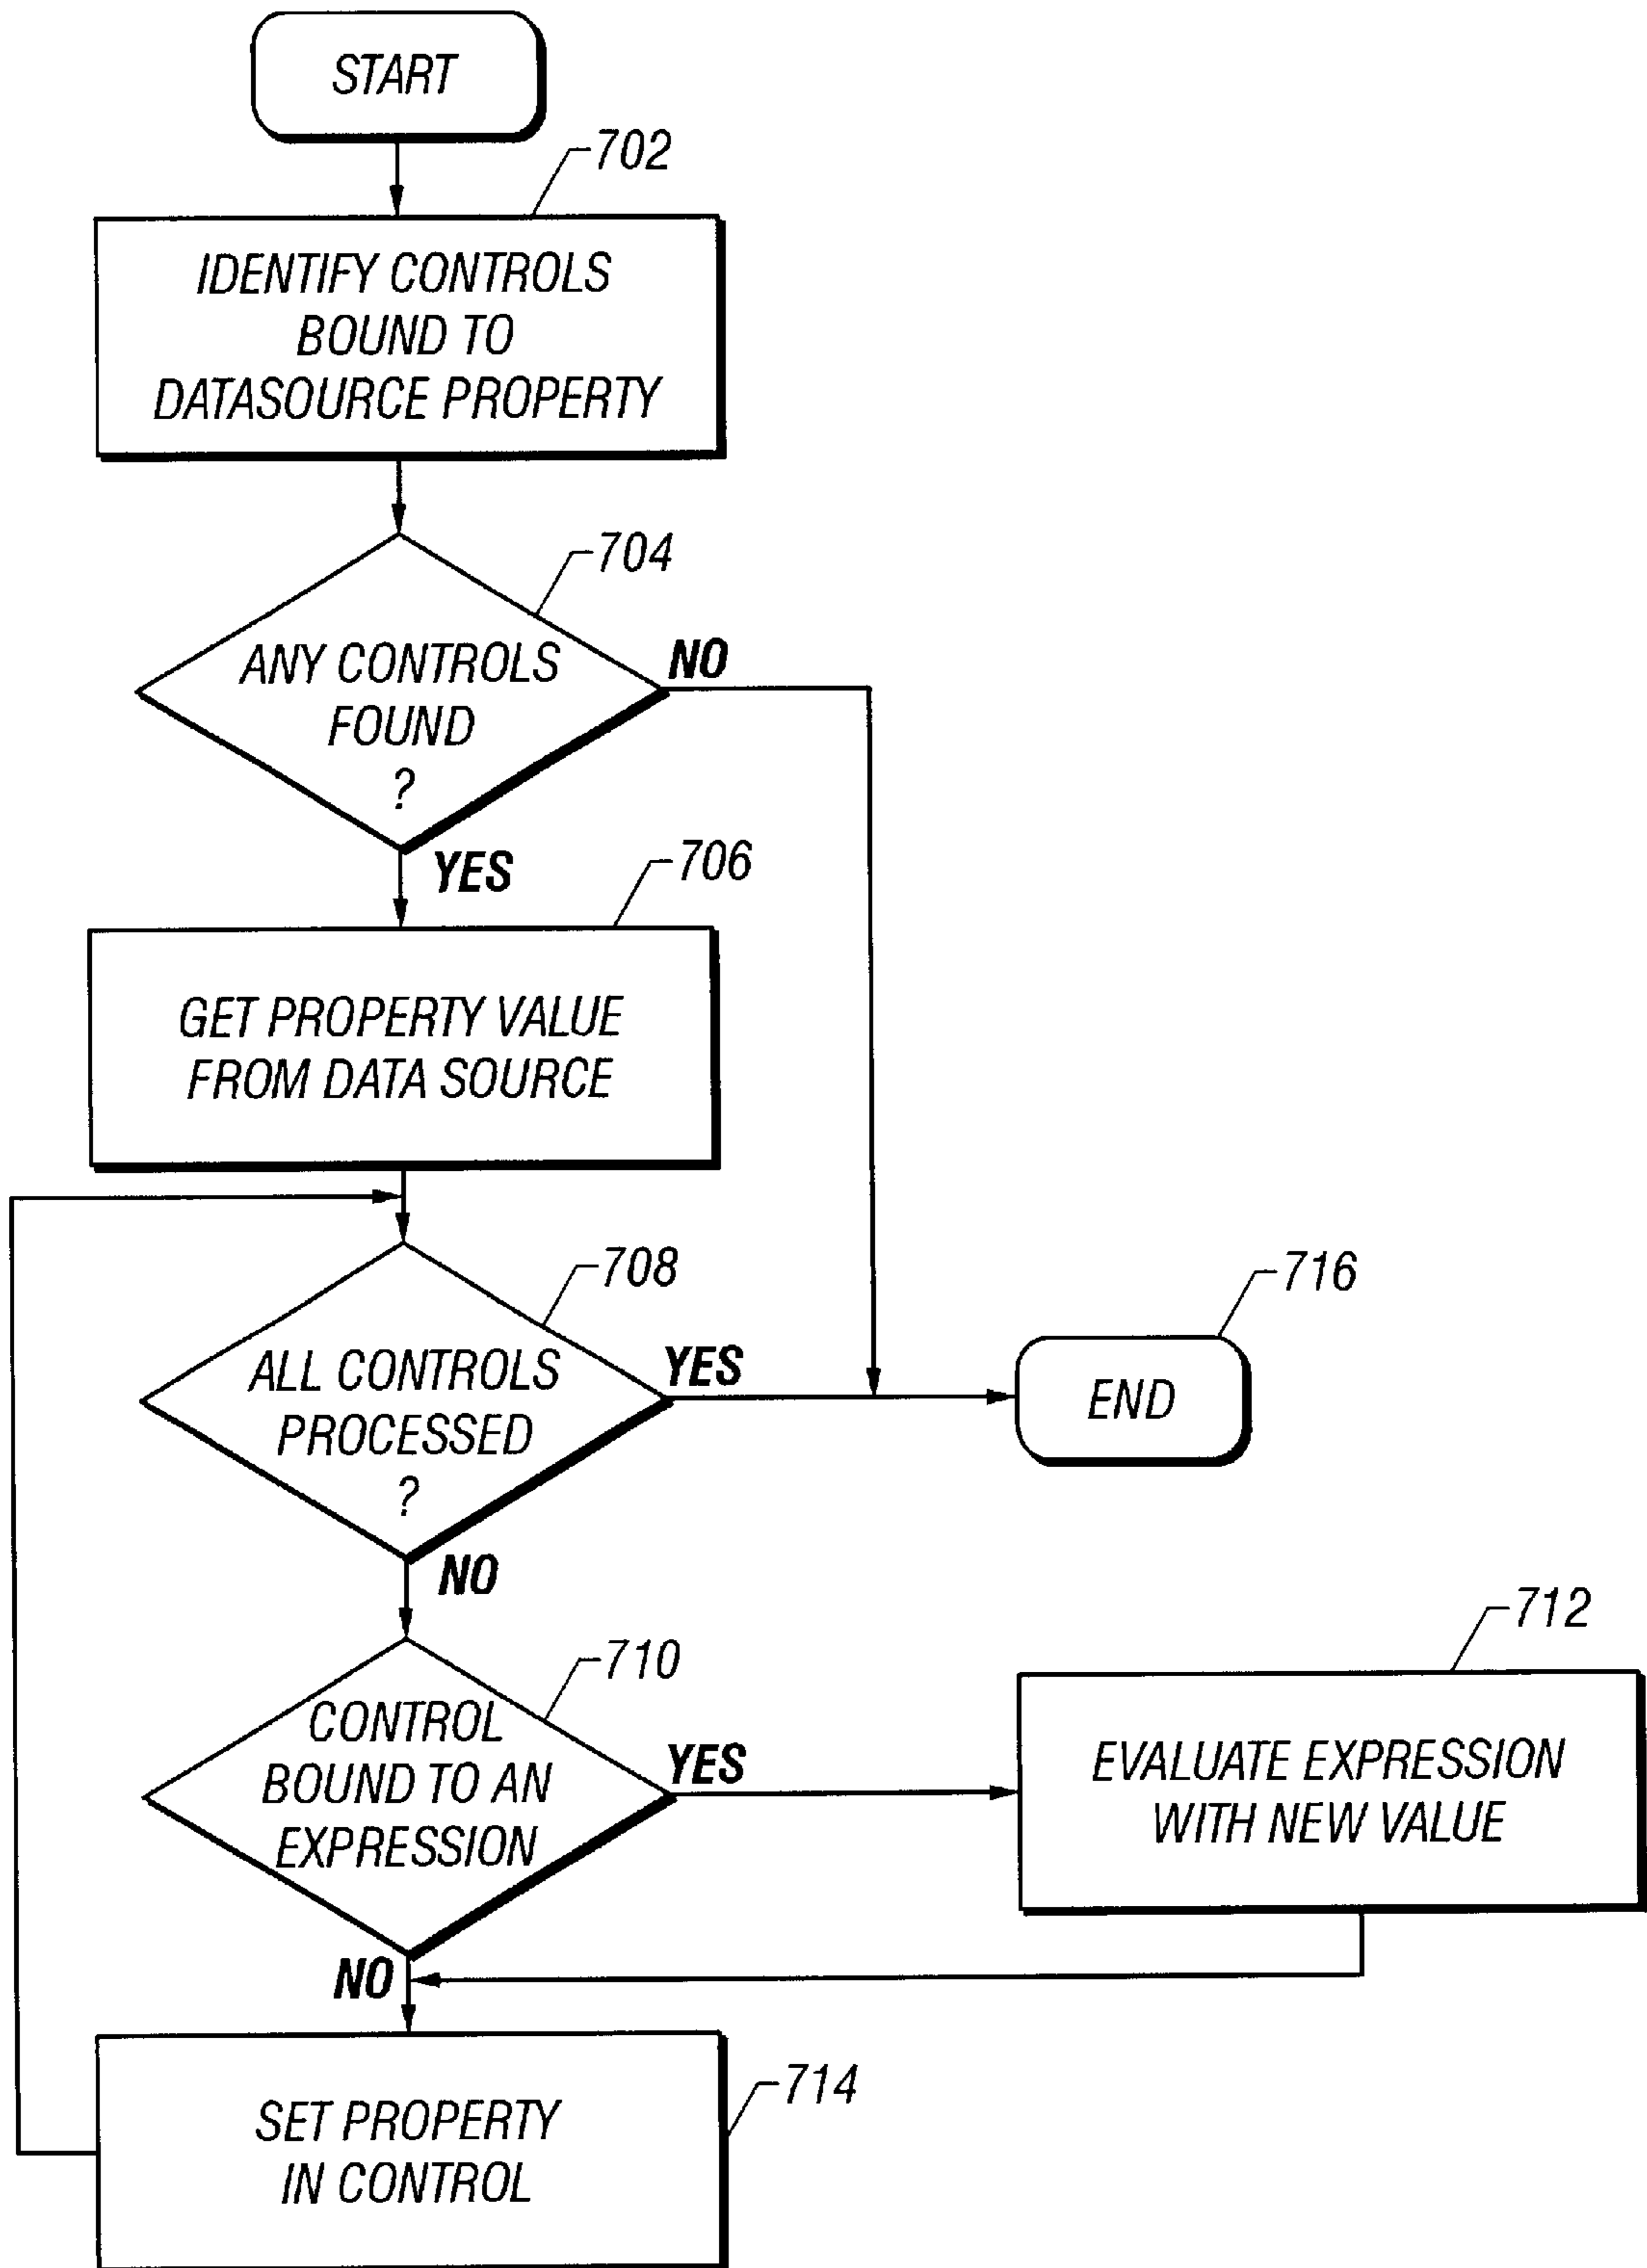 START
702
IDENTIFY CONTROLS
BOUND TO
DATASOURCE PROPERTY
704
ANY CONTROLS
FOUND
?
NO
YES
706
GET PROPERTY VALUE
FROM DATA SOURCE
708
ALL CONTROLS
PROCESSED
?
YES
716
END
NO
710
CONTROL
BOUND TO AN
EXPRESSION
YES
712
EVALUATE EXPRESSION
WITH NEW VALUE
NO
714
SET PROPERTY
IN CONTROL